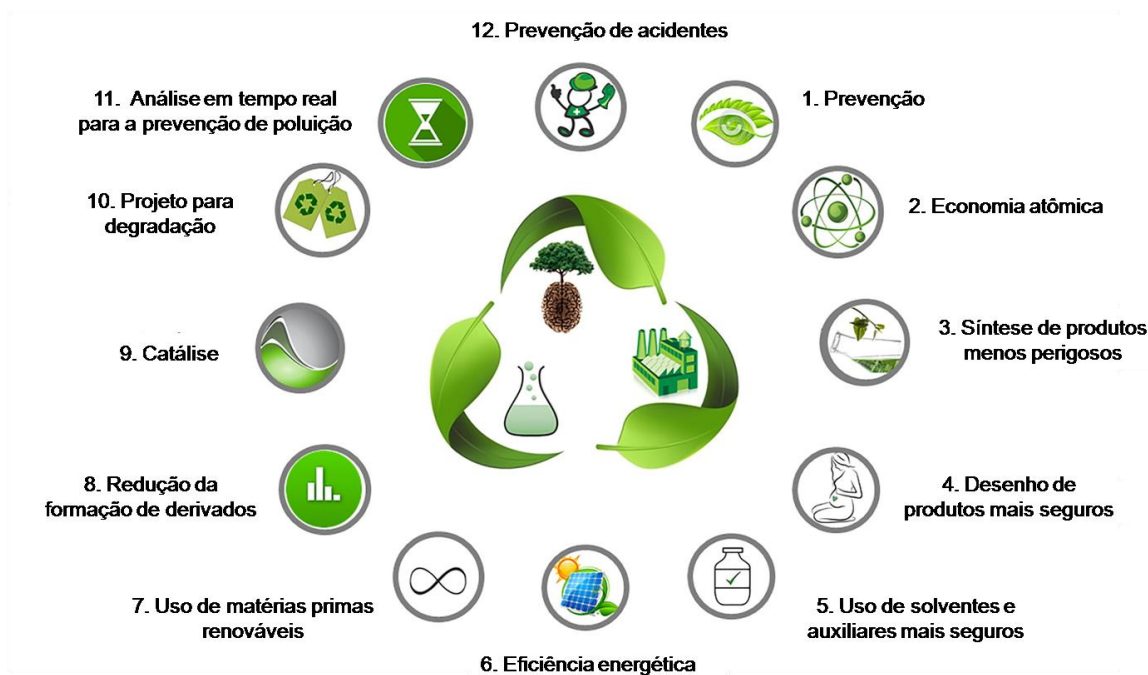 12. Prevenção de acidentes
1. Prevenção
2. Economia atômica
3. Síntese de produtos
menos perigosos
4. Desenho de
produtos mais seguros
5. Uso de solventes e
auxiliares mais seguros
6. Eficiência energética
7. Uso de matérias primas
renováveis
8. Redução da
formação de derivados
9. Catálise
10. Projeto para
degradação
11. Análise em tempo real
para a prevenção de poluição